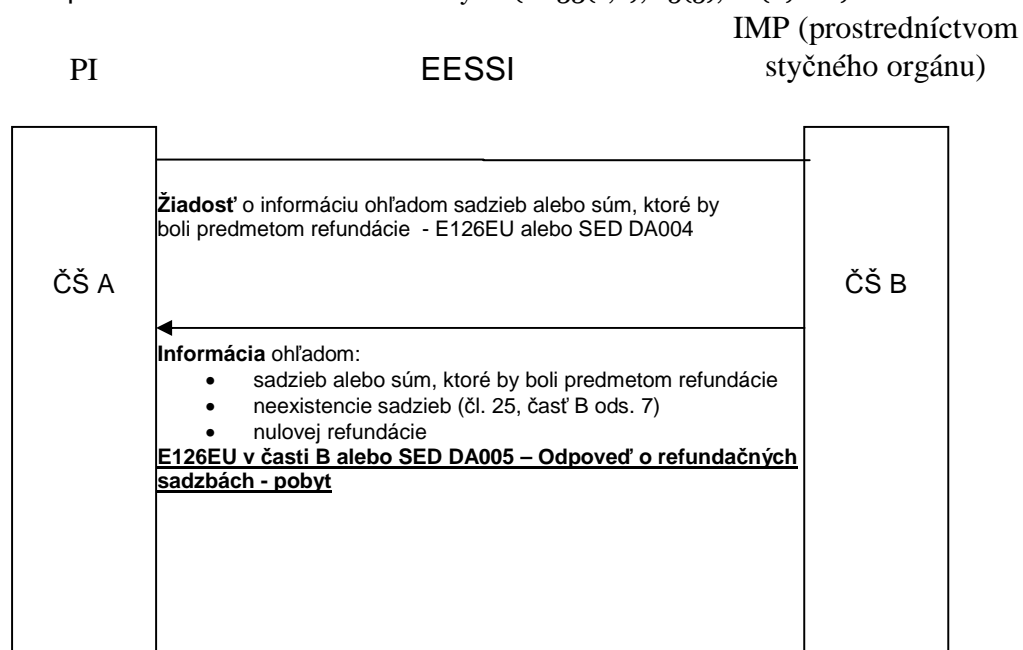 IMP (prostredníctvom
styčného orgánu)
PI
EESSI
Žiadosť o informáciu ohľadom sadzieb alebo súm, ktoré by
boli predmetom refundácie - E126EU alebo SED DA004
ČŠ A
ČŠ B
Informácia ohľadom:
• sadzieb alebo súm, ktoré by boli predmetom refundácie
• neexistencie sadzieb (čl. 25, časť B ods. 7)
• nulovej refundácie
E126EU v časti B alebo SED DA005 – Odpoveď o refundačných
sadzbách - pobyt